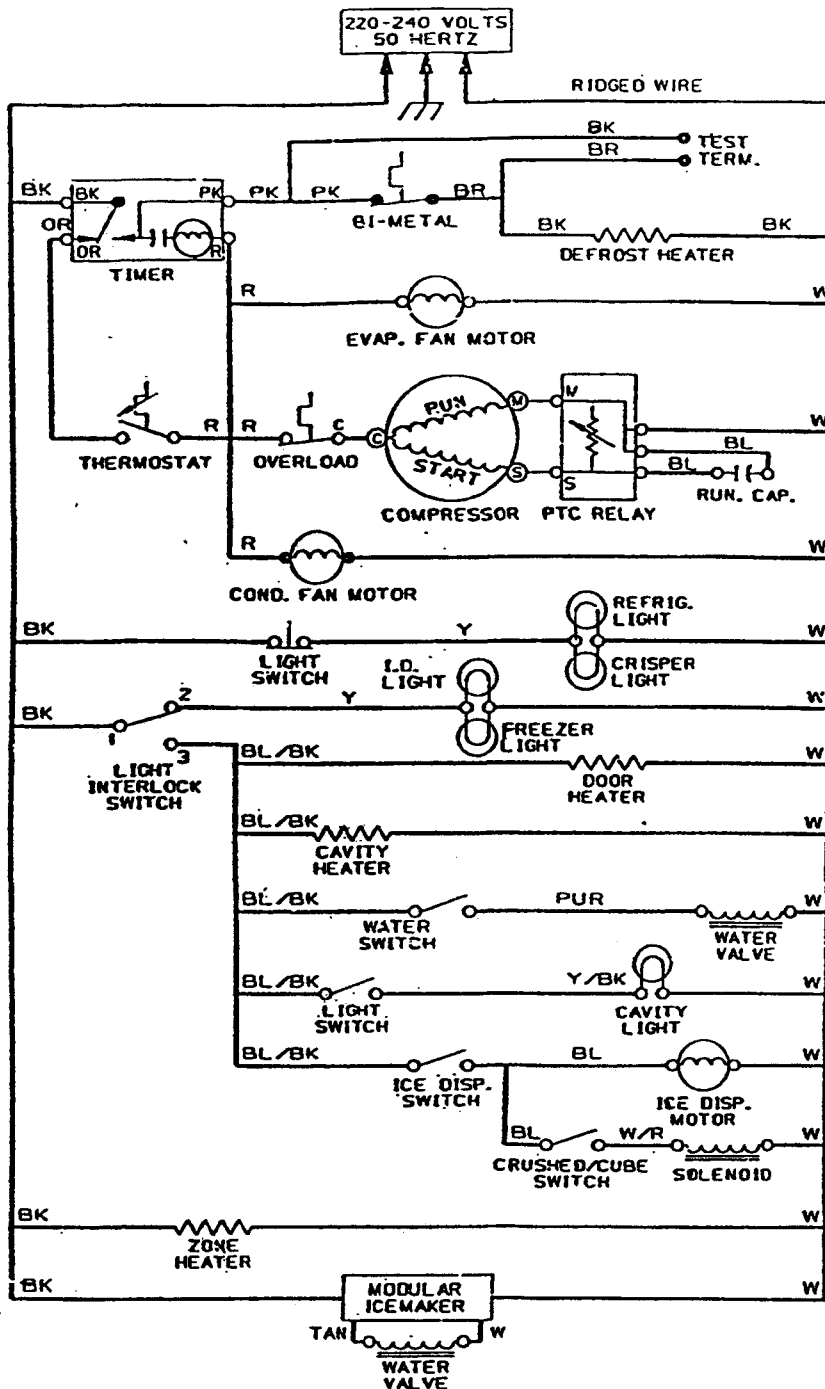 220-240 VOLTS
50 HERTZ
RIDGED WIRE
BK
TEST
BR
TERM.
BK
BK
PK
PK
PK
BR
BI-METAL
OR
OR
R
BK
BK
TIMER
DEFROST HEATER
R
W
EVAP. FAN MOTOR
RUN
M
M
R
R
C
C
W
BL
THERMOSTAT
OVERLOAD
START
S
S
BL
RUN. CAP.
COMPRESSOR
PTC RELAY
R
W
COND. FAN MOTOR
REFRIG.
LIGHT
BK
Y
W
LIGHT
SWITCH
CRISPER
LIGHT
I.D.
LIGHT
2
Y
W
BK
1
3
FREEZER
LIGHT
BL/BK
W
LIGHT
INTERLOCK
SWITCH
DOOR
HEATER
BL/BK
W
CAVITY
HEATER
BL/BK
PUR
W
WATER
SWITCH
WATER
VALVE
BL/BK
Y/BK
W
LIGHT
SWITCH
CAVITY
LIGHT
BL/BK
BL
W
ICE DISP.
SWITCH
ICE DISP.
MOTOR
BL
W/R
W
CRUSHED/CUBE
SWITCH
SOLENOID
BK
W
ZONE
HEATER
BK
MODULAR
ICEMAKER
W
TAN
W
WATER
VALVE